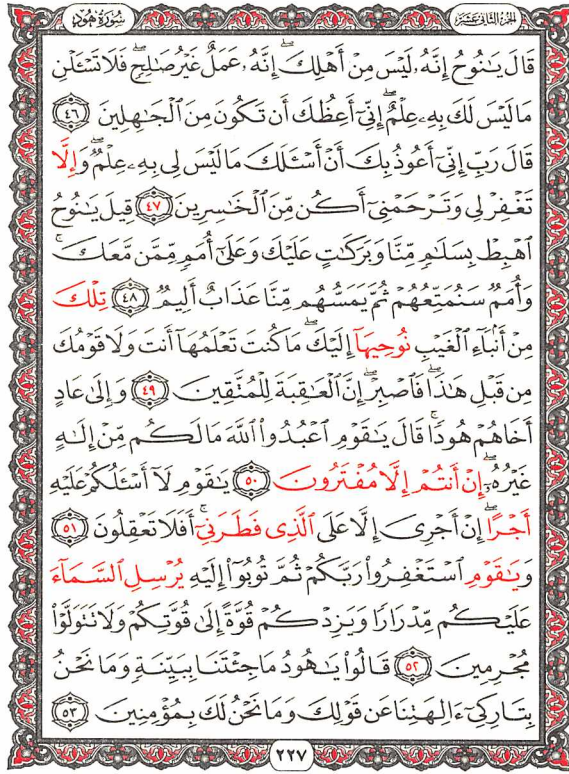 الجزء الثاني عشر
سُورَةُ هُودٍ
قَالَ يَـٰنُوحُ إِنَّهُۥ لَيْسَ مِنْ أَهْلِكَ ۖ إِنَّهُۥ عَمَلٌ غَيْرُ صَـٰلِحٍ ۖ فَلَا تَسْـَٔلْنِ
مَا لَيْسَ لَكَ بِهِۦ عِلْمٌ ۖ إِنِّىٓ أَعِظُكَ أَن تَكُونَ مِنَ ٱلْجَـٰهِلِينَ ٤٦
قَالَ رَبِّ إِنِّىٓ أَعُوذُ بِكَ أَنْ أَسْـَٔلَكَ مَا لَيْسَ لِى بِهِۦ عِلْمٌ ۖ وَإِلَّا
تَغْفِرْ لِى وَتَرْحَمْنِىٓ أَكُن مِّنَ ٱلْخَـٰسِرِينَ ٤٧ قِيلَ يَـٰنُوحُ
ٱهْبِطْ بِسَلَـٰمٍ مِّنَّا وَبَرَكَـٰتٍ عَلَيْكَ وَعَلَىٰٓ أُمَمٍ مِّمَّن مَّعَكَ ۚ
وَأُمَمٌ سَنُمَتِّعُهُمْ ثُمَّ يَمَسُّهُم مِّنَّا عَذَابٌ أَلِيمٌ ٤٨ تِلْكَ
مِنْ أَنۢبَآءِ ٱلْغَيْبِ نُوحِيهَآ إِلَيْكَ ۖ مَا كُنتَ تَعْلَمُهَآ أَنتَ وَلَا قَوْمُكَ
مِن قَبْلِ هَـٰذَا ۖ فَٱصْبِرْ ۖ إِنَّ ٱلْعَـٰقِبَةَ لِلْمُتَّقِينَ ٤٩ وَإِلَىٰ عَادٍ
أَخَاهُمْ هُودًا ۚ قَالَ يَـٰقَوْمِ ٱعْبُدُوا۟ ٱللَّهَ مَا لَكُم مِّنْ إِلَـٰهٍ
غَيْرُهُۥٓ ۖ إِنْ أَنتُمْ إِلَّا مُفْتَرُونَ ٥٠ يَـٰقَوْمِ لَآ أَسْـَٔلُكُمْ عَلَيْهِ
أَجْرًا ۖ إِنْ أَجْرِىَ إِلَّا عَلَى ٱلَّذِى فَطَرَنِىٓ ۚ أَفَلَا تَعْقِلُونَ ٥١
وَيَـٰقَوْمِ ٱسْتَغْفِرُوا۟ رَبَّكُمْ ثُمَّ تُوبُوٓا۟ إِلَيْهِ يُرْسِلِ ٱلسَّمَآءَ
عَلَيْكُم مِّدْرَارًا وَيَزِدْكُمْ قُوَّةً إِلَىٰ قُوَّتِكُمْ وَلَا تَتَوَلَّوْا۟
مُجْرِمِينَ ٥٢ قَالُوا۟ يَـٰهُودُ مَا جِئْتَنَا بِبَيِّنَةٍ وَمَا نَحْنُ
بِتَارِكِىٓ ءَالِهَتِنَا عَن قَوْلِكَ وَمَا نَحْنُ لَكَ بِمُؤْمِنِينَ ٥٣
٢٢٧